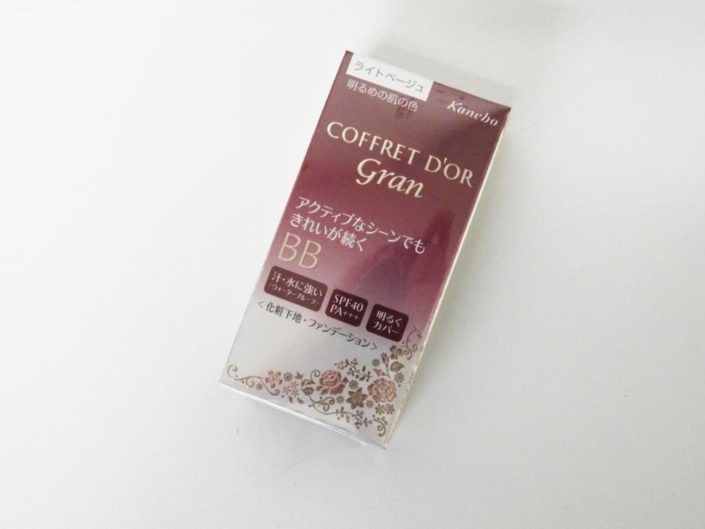 ライトベージュ
明るめの肌の色
Kanebo
COFFRET D'OR
Gran
アクティブなシーンでも
きれいが続く
BB
汗・水に強い
〈ウォータープルーフ〉
SPF40
PA+++
明るく
カバー
<化粧下地・ファンデーション>